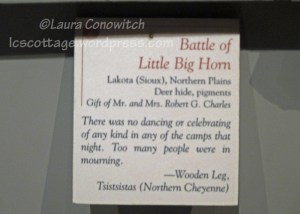 ©Laura Conowitch
lcscottage.wordpress.com
Battle of
Little Big Horn
Lakota (Sioux), Northern Plains
Deer hide, pigments
Gift of Mr. and Mrs. Robert G. Charles
There was no dancing or celebrating
of any kind in any of the camps that
night. Too many people were in
mourning.
—Wooden Leg,
Tsistsistas (Northern Cheyenne)